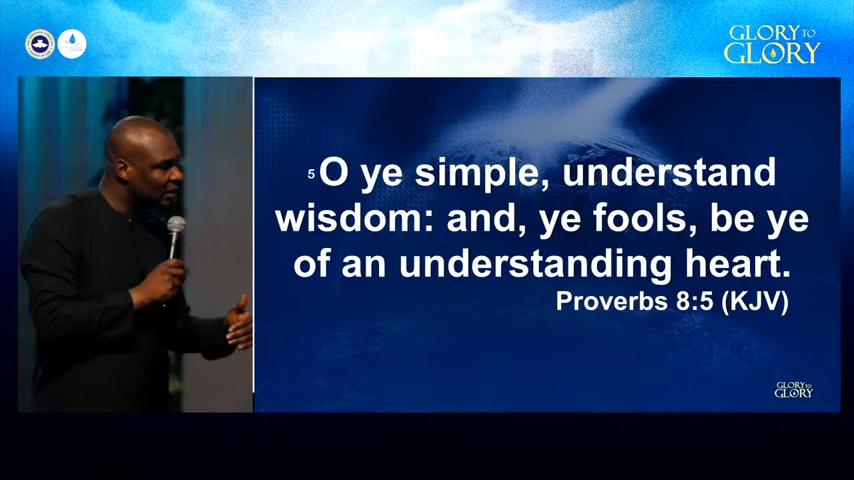 GLORY TO
GLORY
5 O ye simple, understand
wisdom: and, ye fools, be ye
of an understanding heart.
Proverbs 8:5 (KJV)
GLORY TO
GLORY